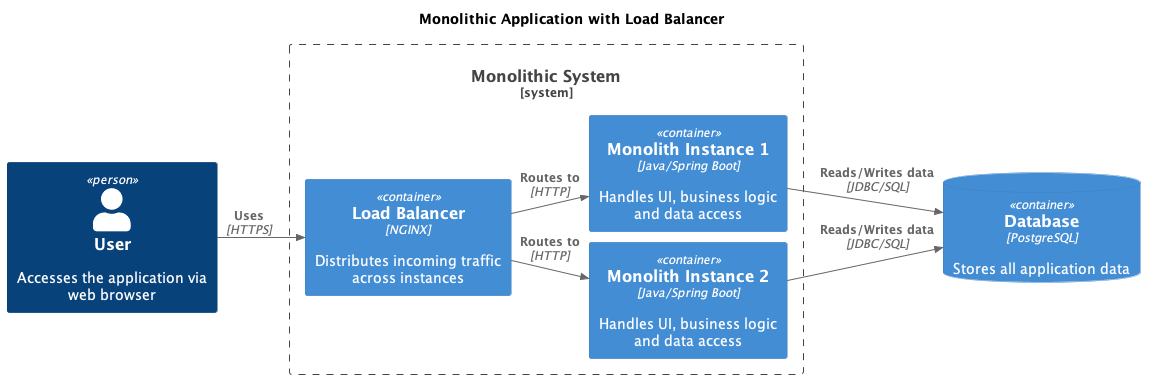 Monolithic Application with Load Balancer
Monolithic System
[system]
«person»
User
Accesses the application via
web browser
Uses
[HTTPS]
«container»
Load Balancer
[NGINX]
Distributes incoming traffic
across instances
Routes to
[HTTP]
Routes to
[HTTP]
«container»
Monolith Instance 1
[Java/Spring Boot]
Handles UI, business logic
and data access
«container»
Monolith Instance 2
[Java/Spring Boot]
Handles UI, business logic
and data access
Reads/Writes data
[JDBC/SQL]
Reads/Writes data
[JDBC/SQL]
«container»
Database
[PostgreSQL]
Stores all application data